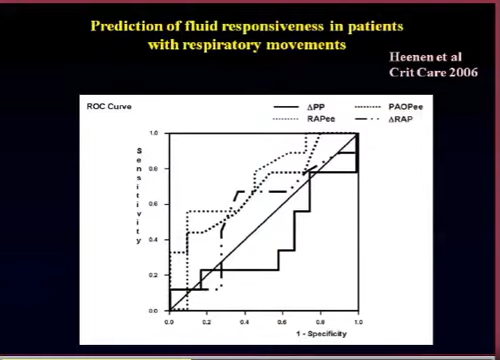 Prediction of fluid responsiveness in patients
with respiratory movements
Heenen et al
Crit Care 2006
ROC Curve
ΔPP
PAOPee
RAPee
ΔRAP
Sensitivity
1.0
0.8
0.6
0.4
0.2
0.0
0.0 0.2 0.4 0.6 0.8 1.0
1 - Specificity